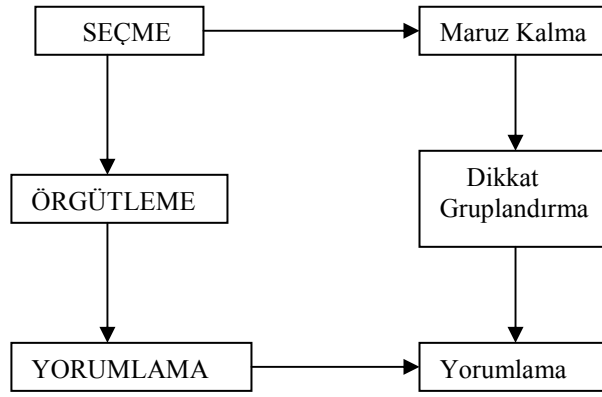 SEÇME
Maruz Kalma
ÖRGÜTLEME
Dikkat
Gruplandırma
YORUMLAMA
Yorumlama